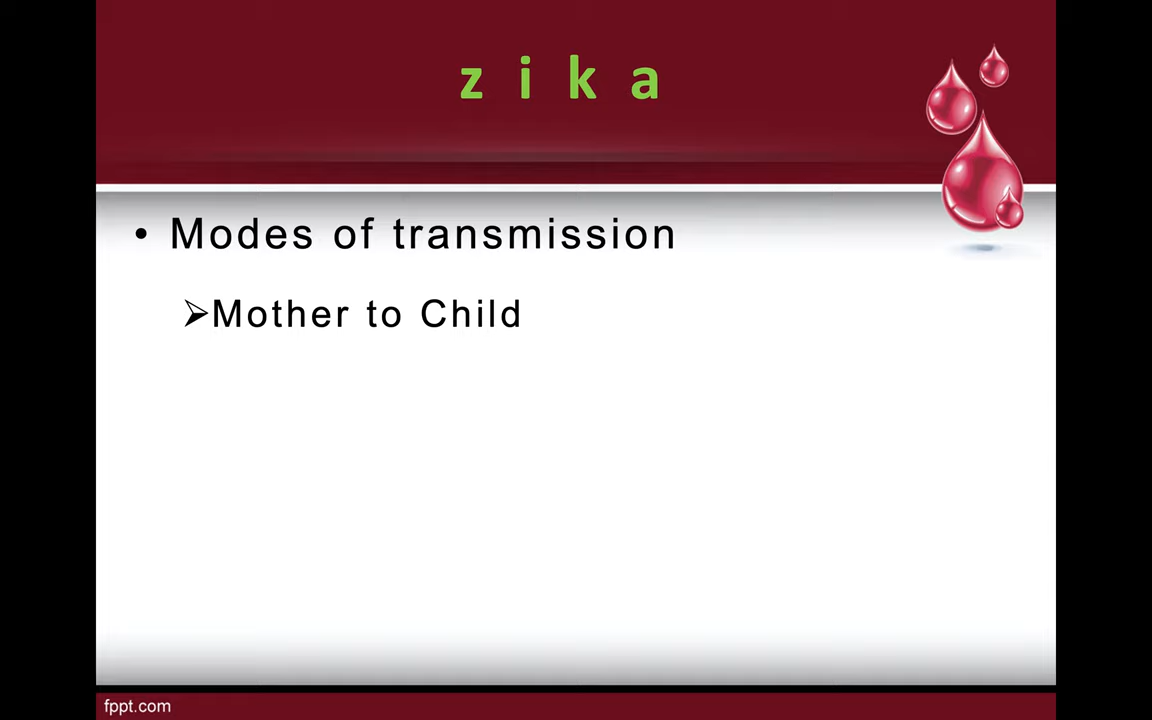 z i k a
• Modes of transmission
➢Mother to Child
fppt.com